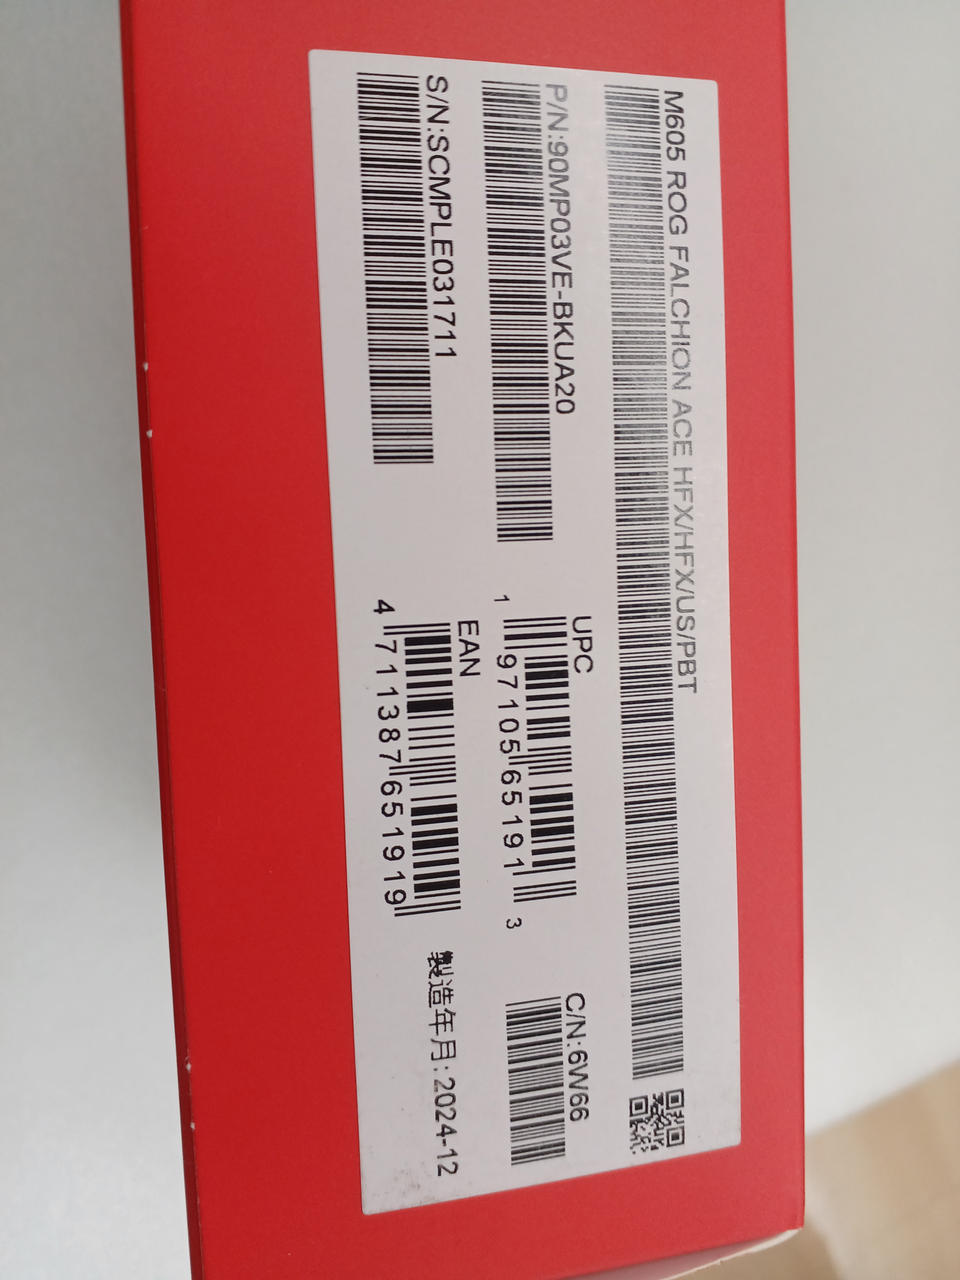 M605 ROG FALCHION ACE HFX/HFX/US/PBT
P/N:90MP03VE-BKUA20
S/N:SCMPLE031711
UPC
1 97105 65191 3
EAN
4 711387 651919
C/N:6W66
製造年月:2024-12